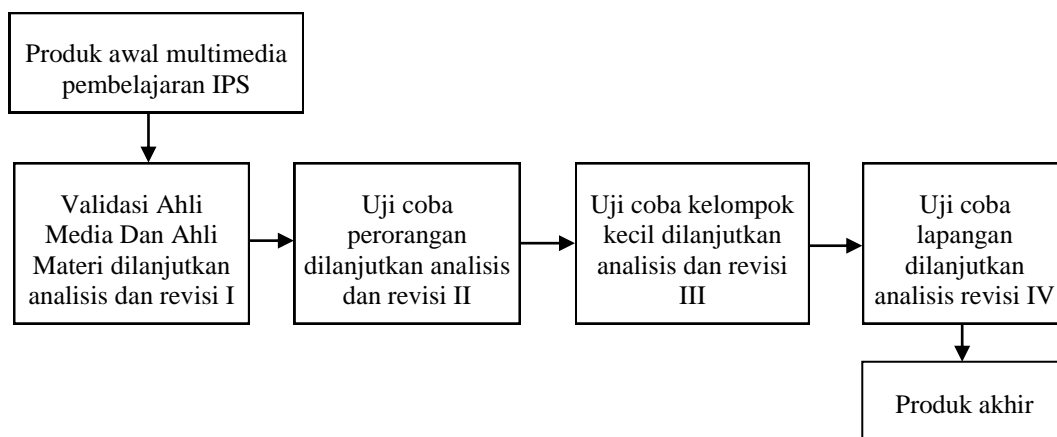 Produk awal multimedia
pembelajaran IPS
Validasi Ahli
Media Dan Ahli
Materi dilanjutkan
analisis dan revisi I
Uji coba
perorangan
dilanjutkan analisis
dan revisi II
Uji coba kelompok
kecil dilanjutkan
analisis dan revisi
III
Uji coba
lapangan
dilanjutkan
analisis revisi IV
Produk akhir